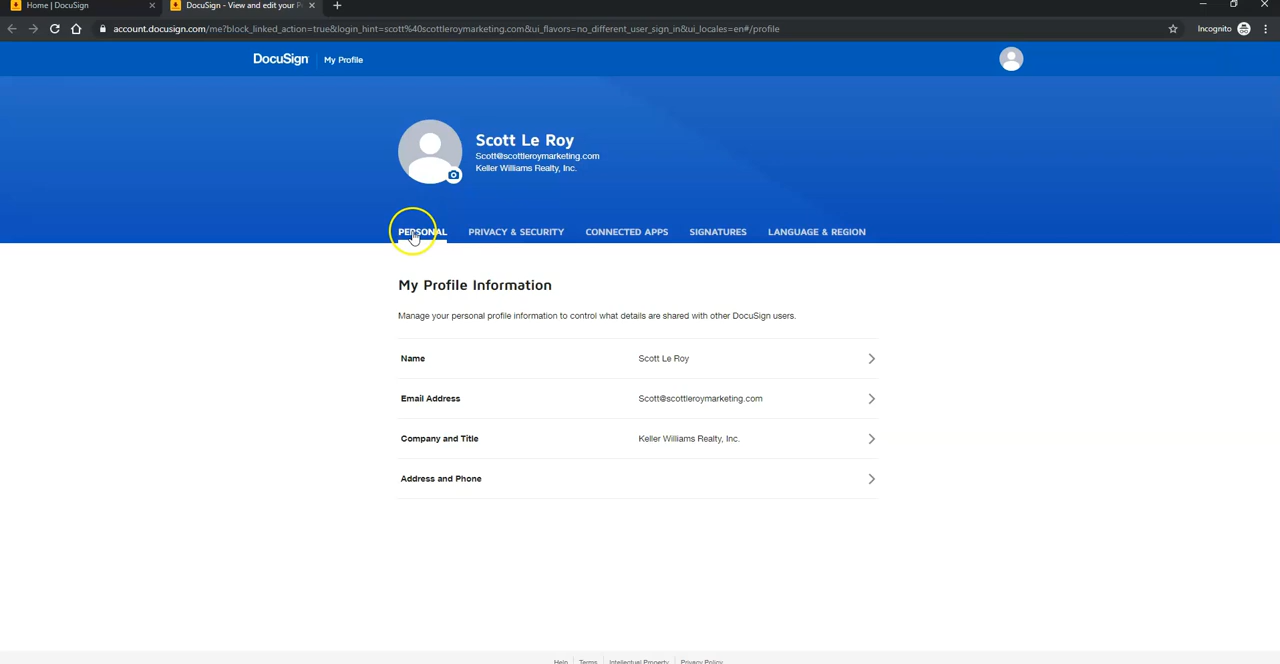 Home | DocuSign
DocuSign - View and edit your P
account.docusign.com/me?block_linked_action=true&login_hint=scott%40scottleroymarketing.com&ui_flavors=no_different_user_sign_in&ui_locales=en#/profile
Incognito
DocuSign My Profile
Scott Le Roy
Scott@scottleroymarketing.com
Keller Williams Realty, Inc.
PERSONAL PRIVACY & SECURITY CONNECTED APPS SIGNATURES LANGUAGE & REGION
My Profile Information
Manage your personal profile information to control what details are shared with other DocuSign users.
Name Scott Le Roy
Email Address Scott@scottleroymarketing.com
Company and Title Keller Williams Realty, Inc.
Address and Phone
Help Terms Intellectual Property Privacy Policy